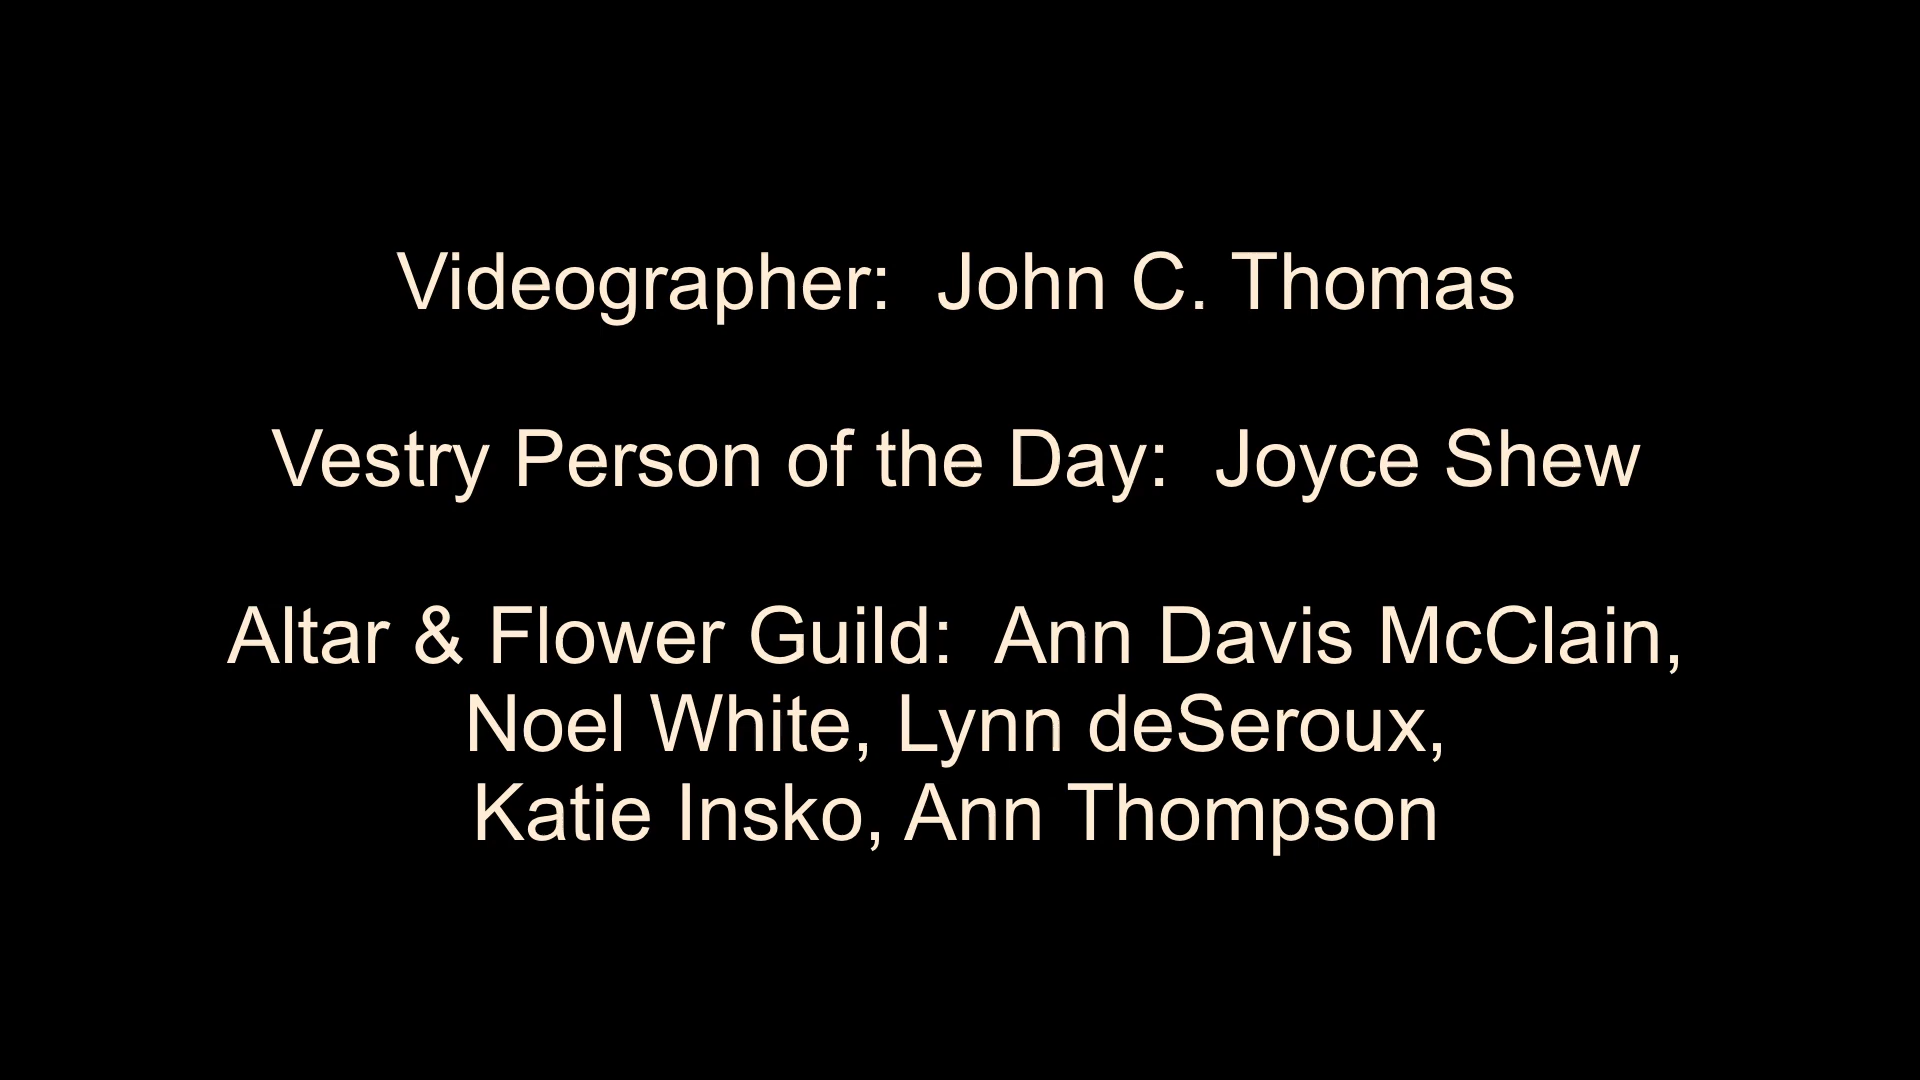 Videographer:  John C. Thomas
Vestry Person of the Day:  Joyce Shew
Altar & Flower Guild:  Ann Davis McClain,
Noel White, Lynn deSeroux,
Katie Insko, Ann Thompson